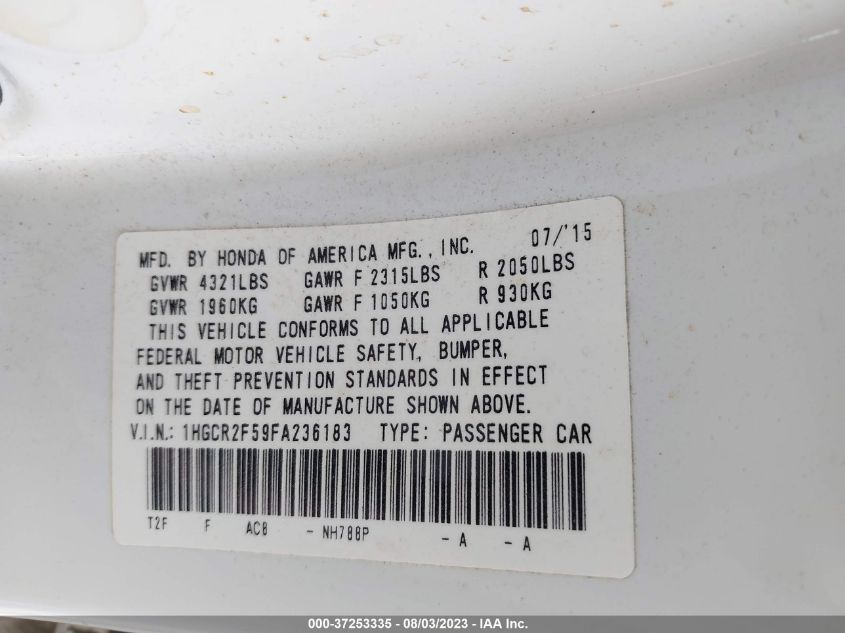 MFD. BY HONDA OF AMERICA MFG., INC. 07/'15
GVWR 4321LBS GAWR F 2315LBS R 2050LBS
GVWR 1960KG GAWR F 1050KG R 930KG
THIS VEHICLE CONFORMS TO ALL APPLICABLE
FEDERAL MOTOR VEHICLE SAFETY, BUMPER,
AND THEFT PREVENTION STANDARDS IN EFFECT
ON THE DATE OF MANUFACTURE SHOWN ABOVE.
V.I.N.: 1HGCR2F59FA236183 TYPE: PASSENGER CAR
T2F F AC8 - NH788P - A - A
000-37253335 - 08/03/2023 - IAA Inc.